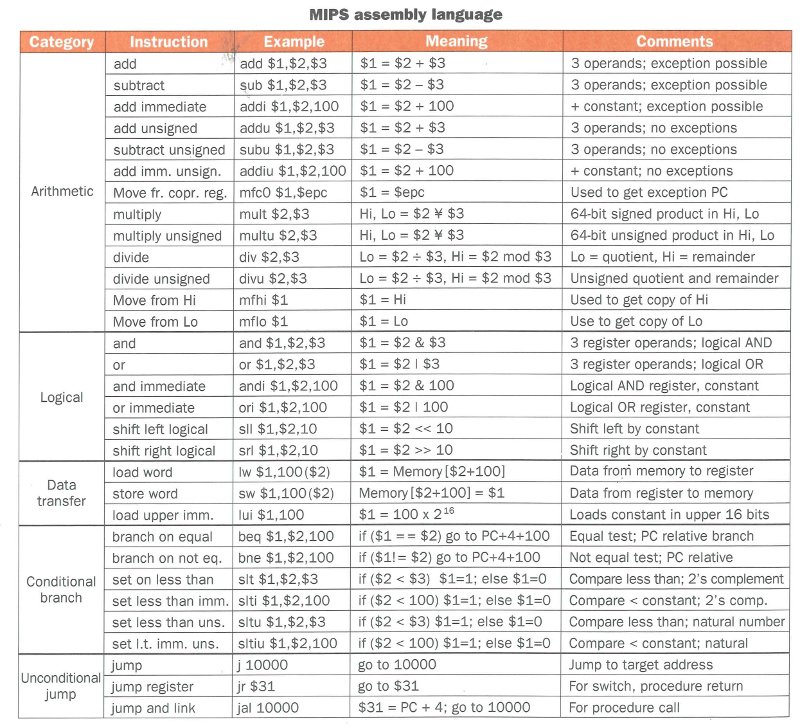 MIPS assembly language
Category Instruction Example Meaning Comments
add add $1,$2,$3 $1 = $2 + $3 3 operands; exception possible
subtract sub $1,$2,$3 $1 = $2 – $3 3 operands; exception possible
add immediate addi $1,$2,100 $1 = $2 + 100 + constant; exception possible
add unsigned addu $1,$2,$3 $1 = $2 + $3 3 operands; no exceptions
subtract unsigned subu $1,$2,$3 $1 = $2 – $3 3 operands; no exceptions
add imm. unsign. addiu $1,$2,100 $1 = $2 + 100 + constant; no exceptions
Arithmetic Move fr. copr. reg. mfc0 $1,$epc $1 = $epc Used to get exception PC
multiply mult $2,$3 Hi, Lo = $2 ¥ $3 64-bit signed product in Hi, Lo
multiply unsigned multu $2,$3 Hi, Lo = $2 ¥ $3 64-bit unsigned product in Hi, Lo
divide div $2,$3 Lo = $2 ÷ $3, Hi = $2 mod $3 Lo = quotient, Hi = remainder
divide unsigned divu $2,$3 Lo = $2 ÷ $3, Hi = $2 mod $3 Unsigned quotient and remainder
Move from Hi mfhi $1 $1 = Hi Used to get copy of Hi
Move from Lo mflo $1 $1 = Lo Use to get copy of Lo
and and $1,$2,$3 $1 = $2 & $3 3 register operands; logical AND
or or $1,$2,$3 $1 = $2 | $3 3 register operands; logical OR
Logical and immediate andi $1,$2,100 $1 = $2 & 100 Logical AND register, constant
or immediate ori $1,$2,100 $1 = $2 | 100 Logical OR register, constant
shift left logical sll $1,$2,10 $1 = $2 << 10 Shift left by constant
shift right logical srl $1,$2,10 $1 = $2 >> 10 Shift right by constant
Data transfer load word lw $1,100($2) $1 = Memory[$2+100] Data from memory to register
store word sw $1,100($2) Memory[$2+100] = $1 Data from register to memory
load upper imm. lui $1,100 $1 = 100 x 2¹⁶ Loads constant in upper 16 bits
branch on equal beq $1,$2,100 if ($1 == $2) go to PC+4+100 Equal test; PC relative branch
branch on not eq. bne $1,$2,100 if ($1!= $2) go to PC+4+100 Not equal test; PC relative
Conditional branch set on less than slt $1,$2,$3 if ($2 < $3) $1=1; else $1=0 Compare less than; 2's complement
set less than imm. slti $1,$2,100 if ($2 < 100) $1=1; else $1=0 Compare < constant; 2's comp.
set less than uns. sltu $1,$2,$3 if ($2 < $3) $1=1; else $1=0 Compare less than; natural number
set l.t. imm. uns. sltiu $1,$2,100 if ($2 < 100) $1=1; else $1=0 Compare < constant; natural
Unconditional jump jump j 10000 go to 10000 Jump to target address
jump register jr $31 go to $31 For switch, procedure return
jump and link jal 10000 $31 = PC + 4; go to 10000 For procedure call